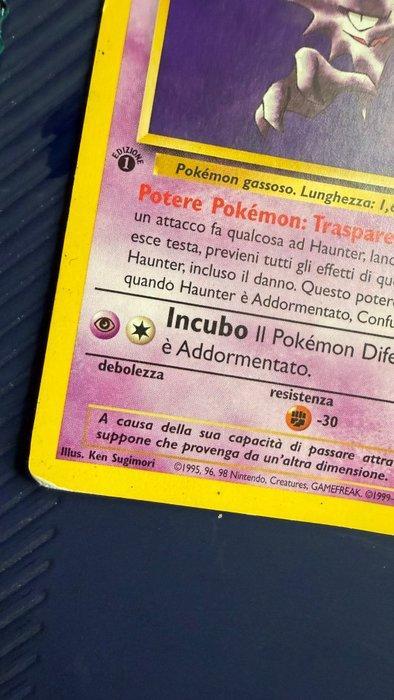 EDIZIONE
1
Pokémon gassoso. Lunghezza: 1,
Potere Pokémon: Traspare
un attacco fa qualcosa ad Haunter, lanc
esce testa, previeni tutti gli effetti di qu
Haunter, incluso il danno. Questo poter
quando Haunter è Addormentato, Confu
Incubo Il Pokémon Dife
è Addormentato.
debolezza
resistenza
-30
A causa della sua capacità di passare attra
suppone che provenga da un'altra dimensione.
Illus. Ken Sugimori ©1995, 96, 98 Nintendo, Creatures, GAMEFREAK. ©1999-